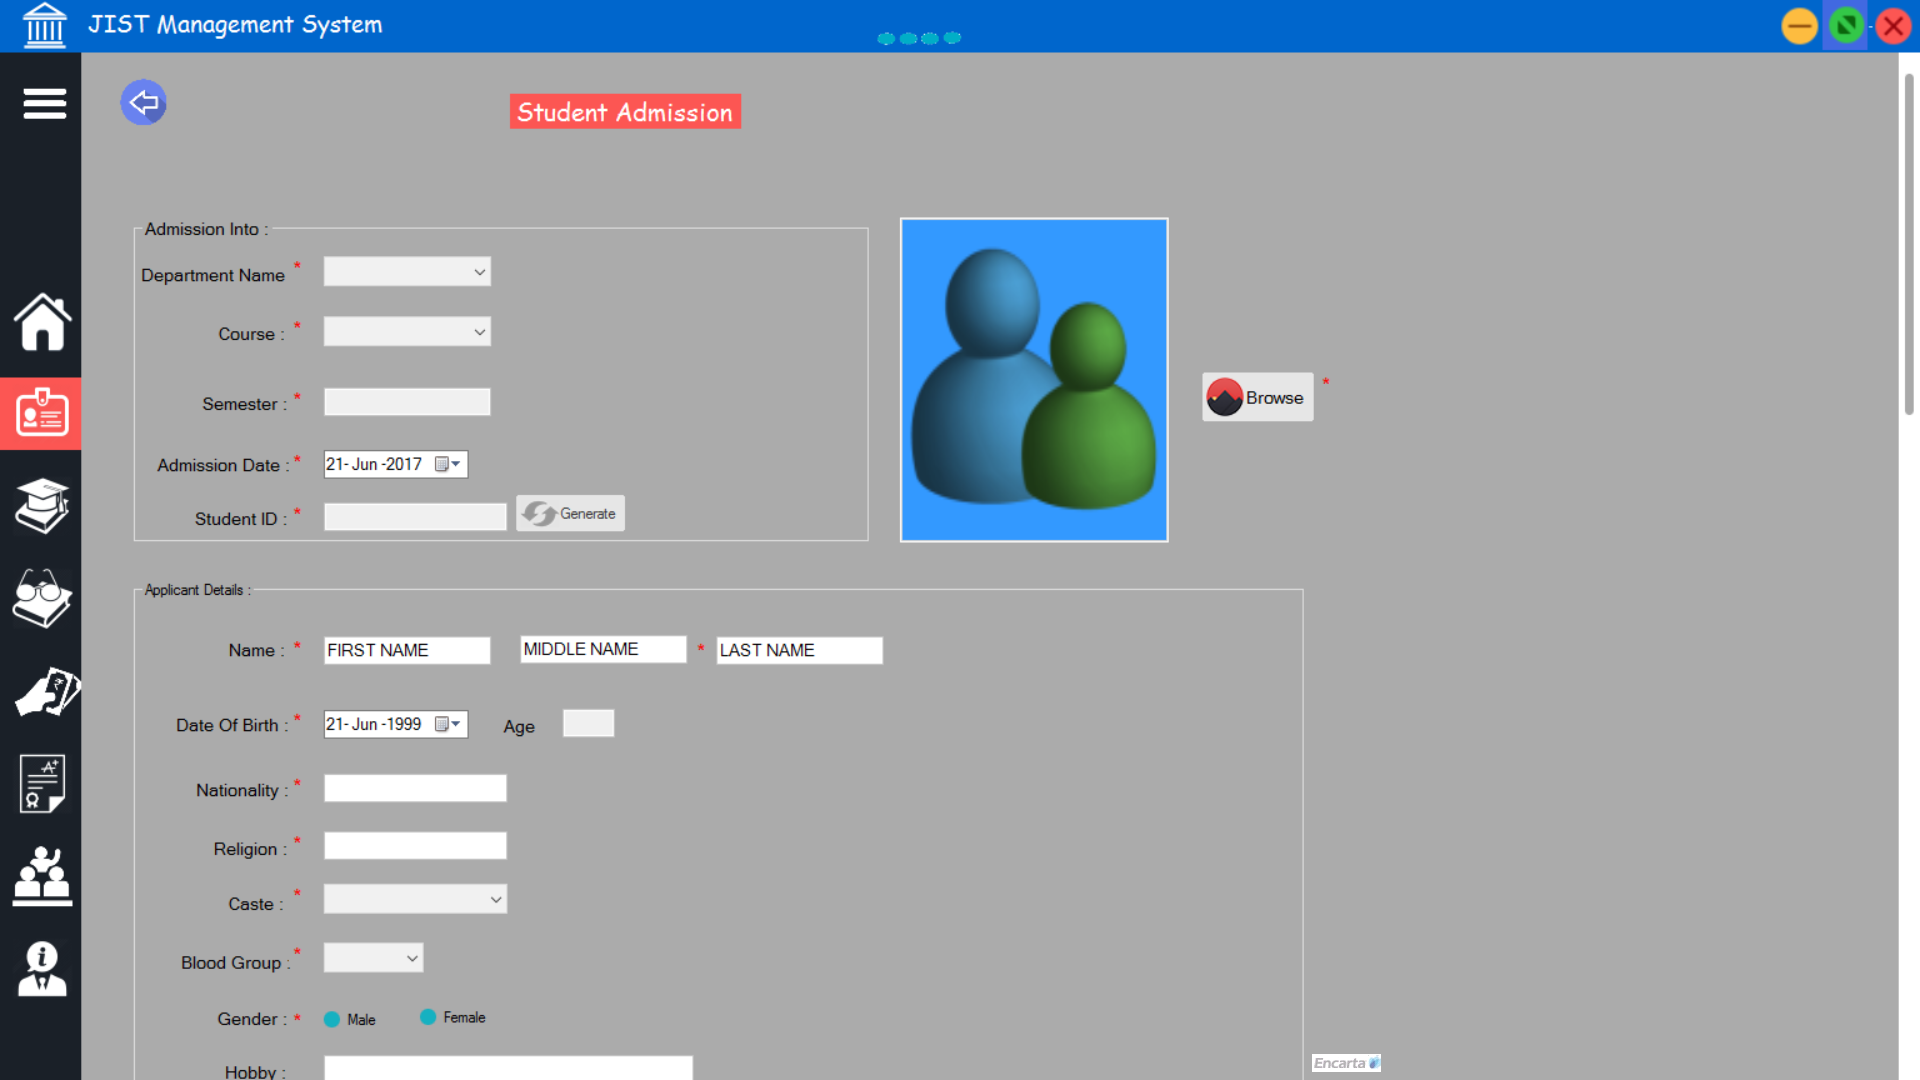 JIST Management System
Student Admission
Admission Into :
Department Name *
Course : *
Semester : *
Admission Date : * 21- Jun -2017
Student ID : * Generate
Browse *
Applicant Details :
Name : * FIRST NAME MIDDLE NAME * LAST NAME
Date Of Birth : * 21- Jun -1999 Age
Nationality : *
Religion : *
Caste : *
Blood Group : *
Gender : * Male Female
Hobby :
Encarta
A+
i